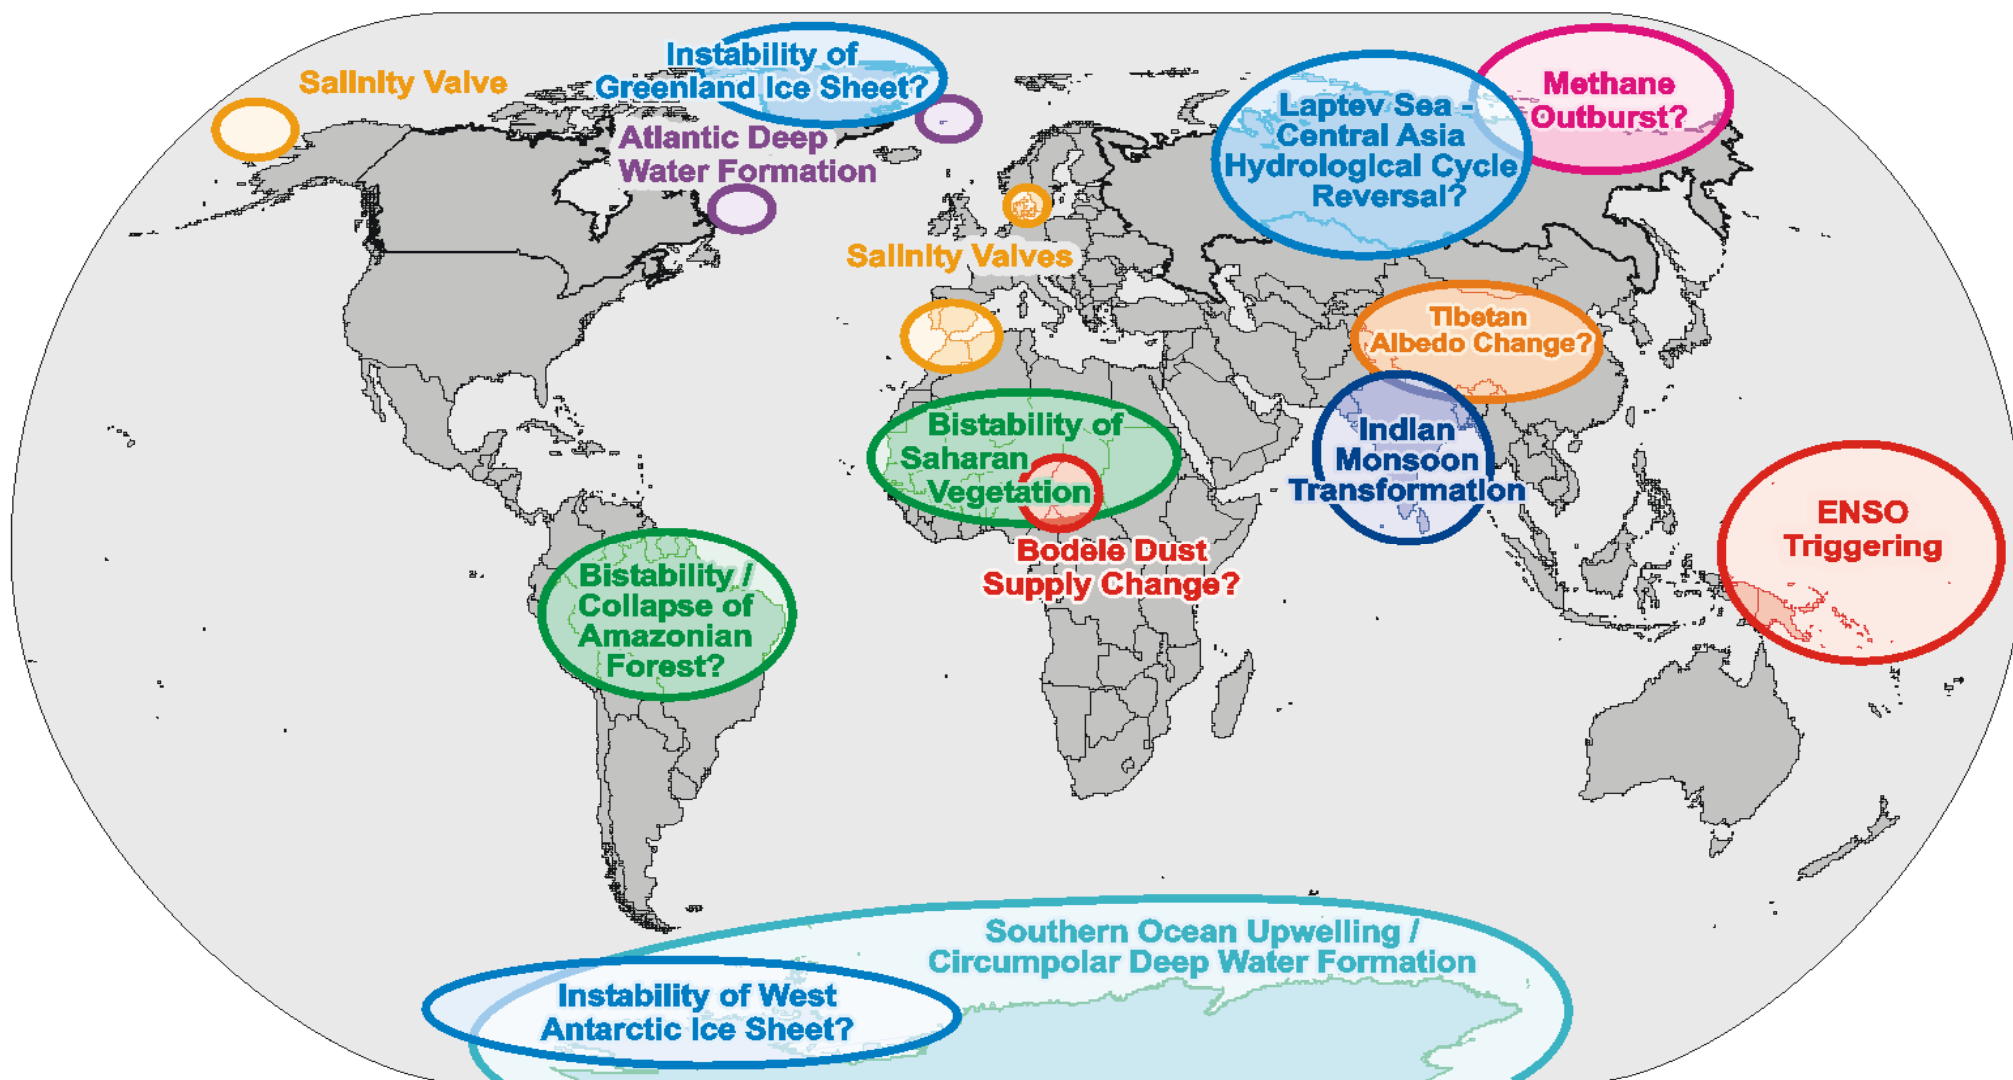 Instability of
Greenland Ice Sheet?
Salinity Valve
Atlantic Deep
Water Formation
Laptev Sea -
Central Asia
Hydrological Cycle
Reversal?
Methane
Outburst?
Salinity Valves
Tibetan
Albedo Change?
Bistability of
Saharan
Vegetation
Indian
Monsoon
Transformation
ENSO
Triggering
Bodele Dust
Supply Change?
Bistability /
Collapse of
Amazonian
Forest?
Southern Ocean Upwelling /
Circumpolar Deep Water Formation
Instability of West
Antarctic Ice Sheet?